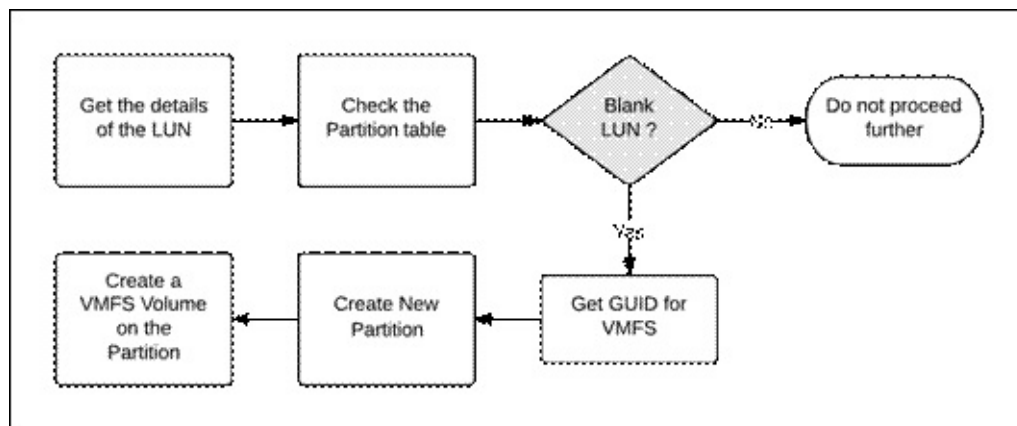 Get the details
of the LUN
Check the
Partition table
Blank
LUN ?
No
Do not proceed
further
Yes
Get GUID for
VMFS
Create New
Partition
Create a
VMFS Volume
on the
Partition